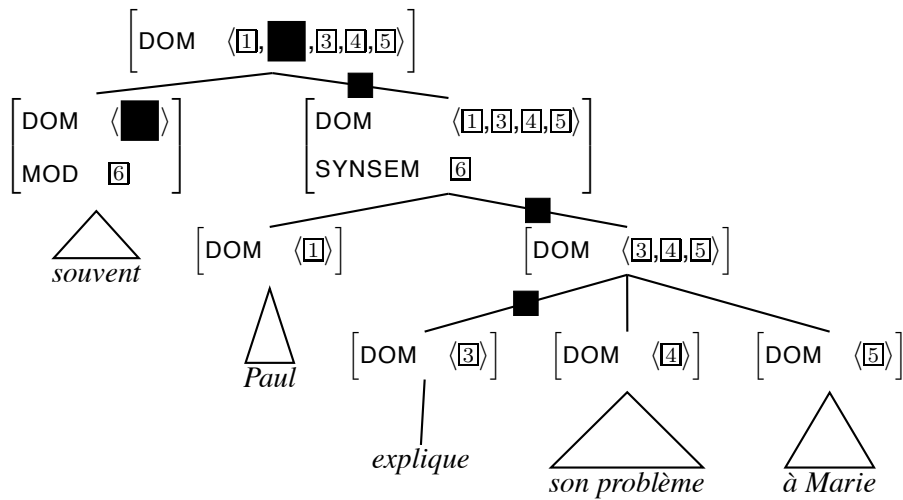 DOM ⟨1, ,3,4,5⟩
DOM ⟨ ⟩
MOD 6
DOM ⟨1,3,4,5⟩
SYNSEM 6
souvent
DOM ⟨1⟩
DOM ⟨3,4,5⟩
Paul
DOM ⟨3⟩
DOM ⟨4⟩
DOM ⟨5⟩
explique
son problème
à Marie